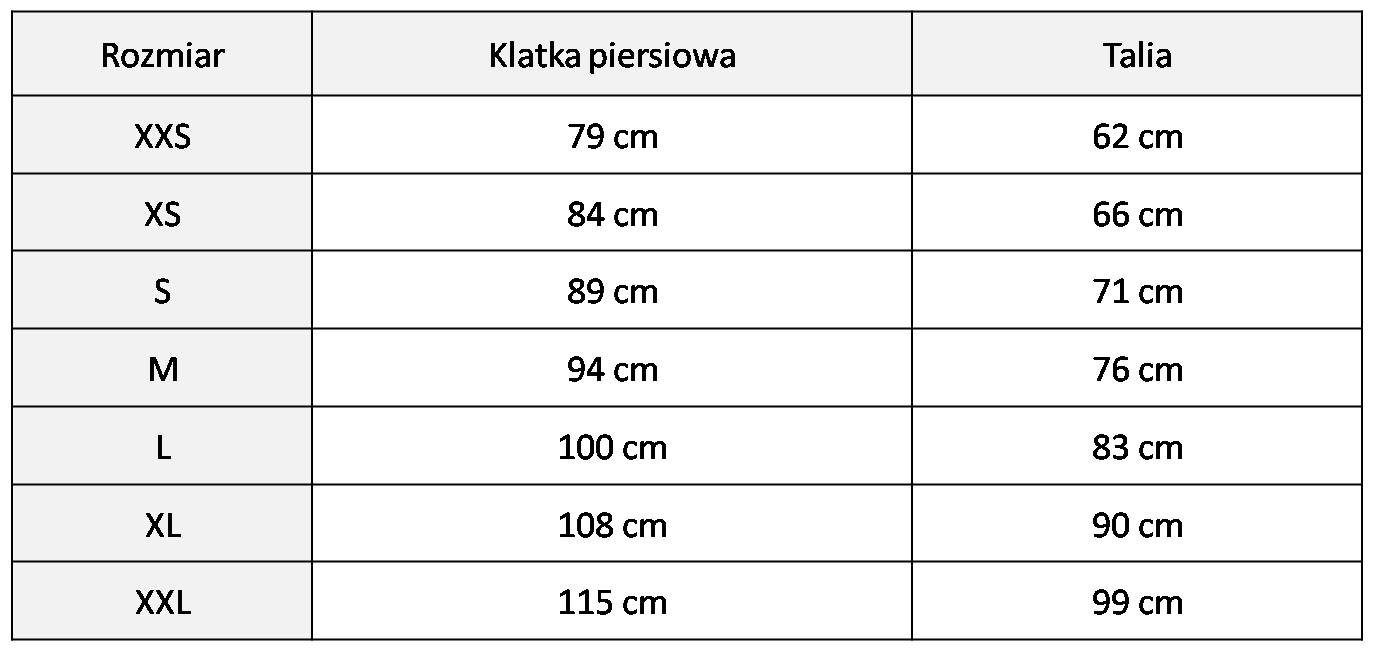 Rozmiar Klatka piersiowa Talia
XXS 79 cm 62 cm
XS 84 cm 66 cm
S 89 cm 71 cm
M 94 cm 76 cm
L 100 cm 83 cm
XL 108 cm 90 cm
XXL 115 cm 99 cm